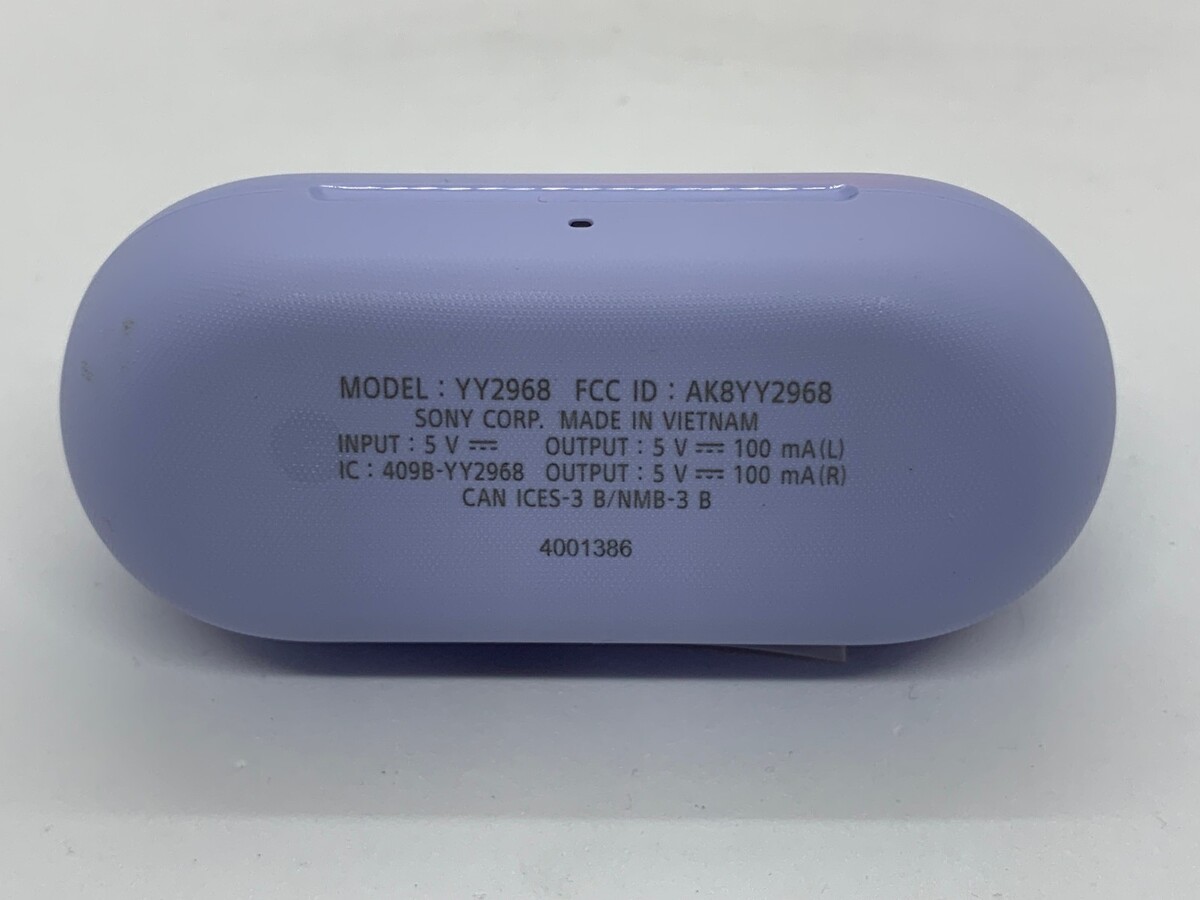 MODEL : YY2968 FCC ID : AK8YY2968
SONY CORP. MADE IN VIETNAM
INPUT : 5 V ⎓ OUTPUT : 5 V ⎓ 100 mA(L)
IC : 409B-YY2968 OUTPUT : 5 V ⎓ 100 mA(R)
CAN ICES-3 B/NMB-3 B
4001386